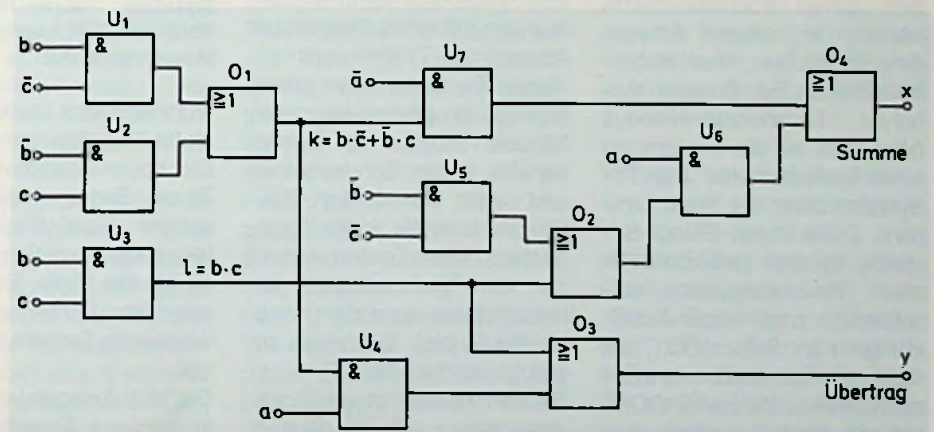 U1
b
c̄
&
U2
b̄
c
&
U3
b
c
&
O1
≧1
k = b · c̄ + b̄ · c
l = b · c
U7
ā
&
U5
b̄
c̄
&
U4
a
&
O2
≧1
O3
≧1
U6
a
&
O4
≧1
x
Summe
y
Übertrag